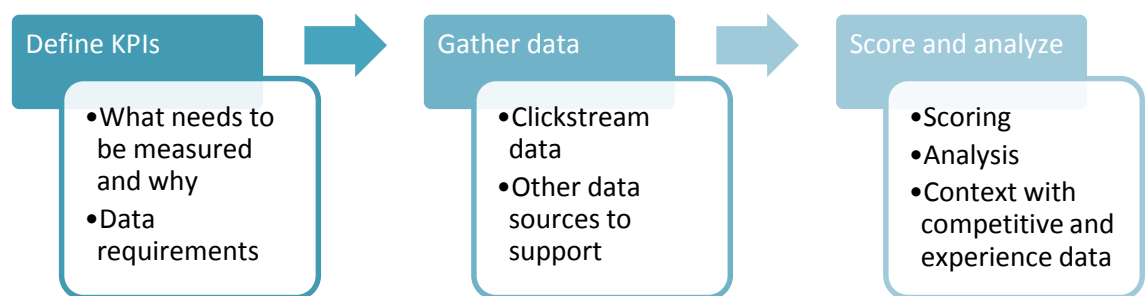 Define KPIs
•What needs to
be measured
and why
•Data
requirements
Gather data
•Clickstream
data
•Other data
sources to
support
Score and analyze
•Scoring
•Analysis
•Context with
competitive and
experience data